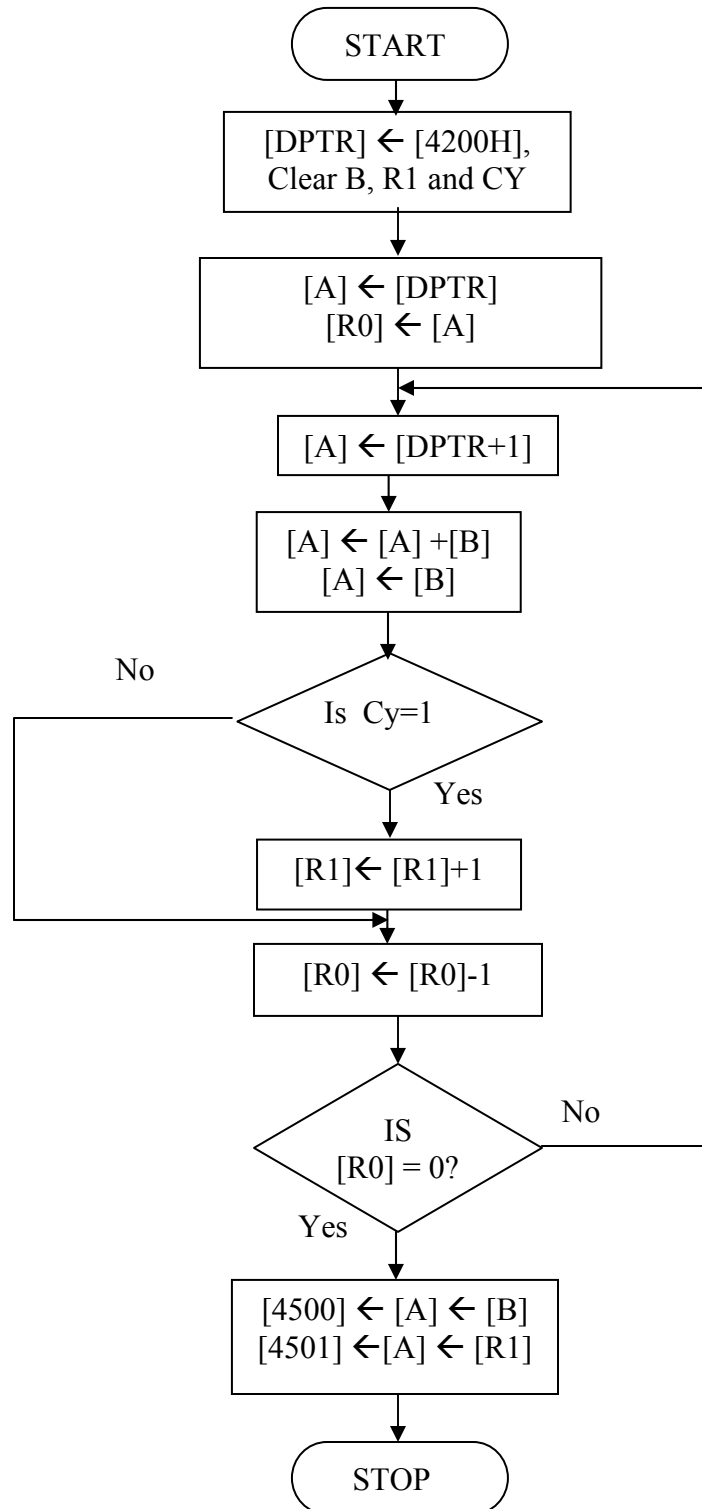 START
[DPTR] ← [4200H],
Clear B, R1 and CY
[A] ← [DPTR]
[R0] ← [A]
[A] ← [DPTR+1]
[A] ← [A] +[B]
[A] ← [B]
No
Is Cy=1
Yes
[R1]← [R1]+1
[R0] ← [R0]-1
IS
[R0] = 0?
No
Yes
[4500] ← [A] ← [B]
[4501] ←[A] ← [R1]
STOP